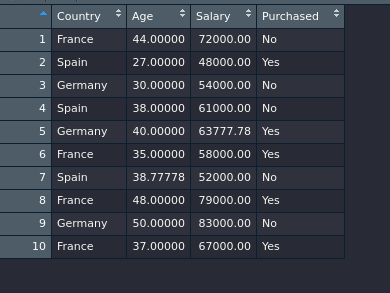 Country Age Salary Purchased
1 France 44.00000 72000.00 No
2 Spain 27.00000 48000.00 Yes
3 Germany 30.00000 54000.00 No
4 Spain 38.00000 61000.00 No
5 Germany 40.00000 63777.78 Yes
6 France 35.00000 58000.00 Yes
7 Spain 38.77778 52000.00 No
8 France 48.00000 79000.00 Yes
9 Germany 50.00000 83000.00 No
10 France 37.00000 67000.00 Yes